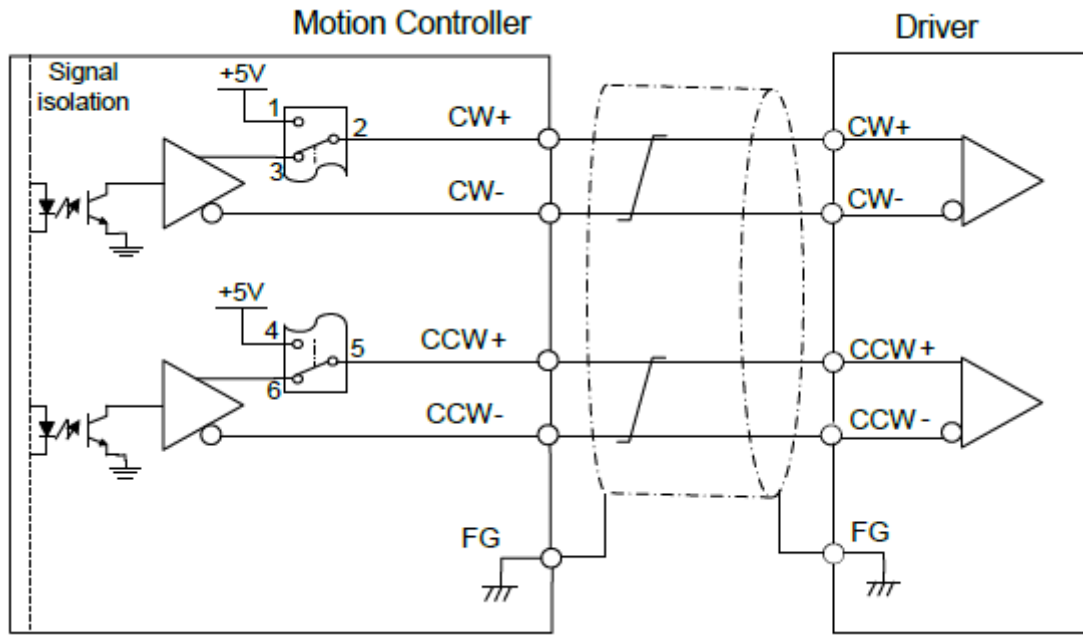 Motion Controller
Driver
Signal
isolation
+5V
1
2
3
CW+
CW-
CW+
CW-
+5V
4
5
6
CCW+
CCW-
CCW+
CCW-
FG
FG